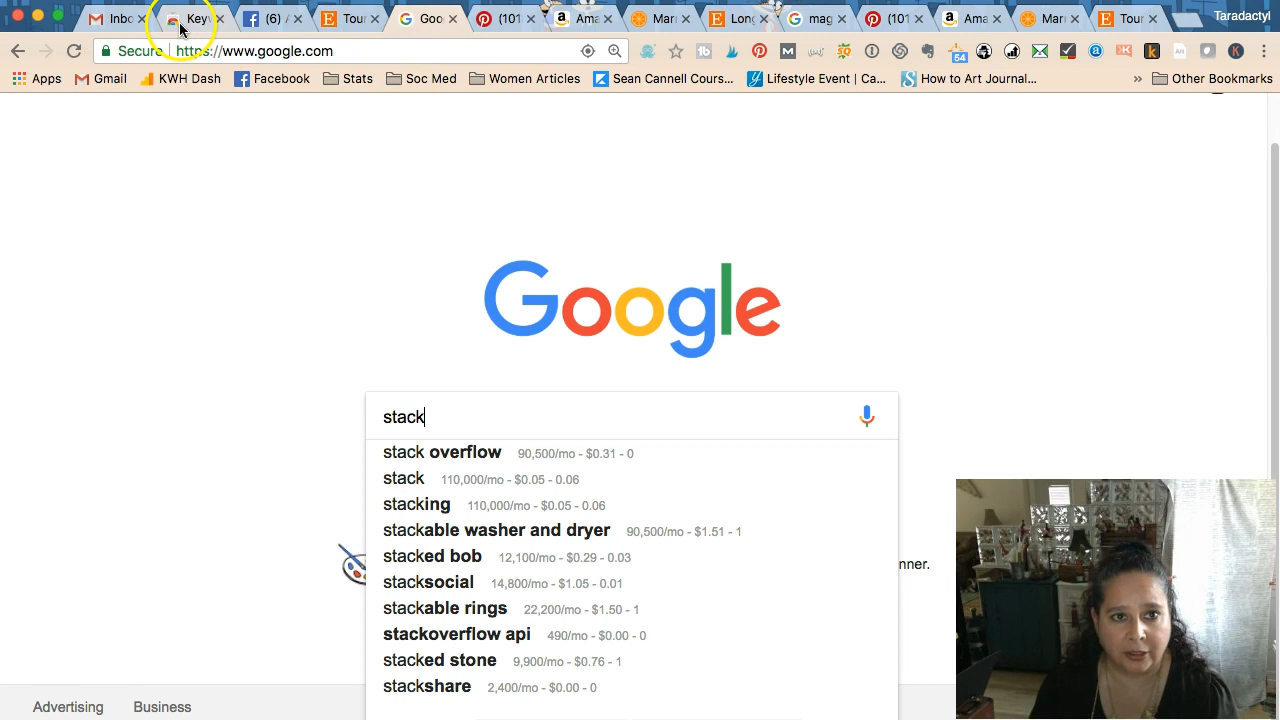 Taradactyl
Inbo Keyw (6) Tour Goo (101 Ama Mar Long mag (101 Ama Mar Tour
Secure https://www.google.com
54
Apps Gmail KWH Dash Facebook Stats Soc Med Women Articles Sean Cannell Cours... Lifestyle Event | Ca... How to Art Journal... » Other Bookmarks
Google
stack
stack overflow 90,500/mo - $0.31 - 0
stack 110,000/mo - $0.05 - 0.06
stacking 110,000/mo - $0.05 - 0.06
stackable washer and dryer 90,500/mo - $1.51 - 1
stacked bob 12,100/mo - $0.29 - 0.03
stacksocial 14,800/mo - $1.05 - 0.01
nner.
stackable rings 22,200/mo - $1.50 - 1
stackoverflow api 490/mo - $0.00 - 0
stacked stone 9,900/mo - $0.76 - 1
stackshare 2,400/mo - $0.00 - 0
Advertising Business